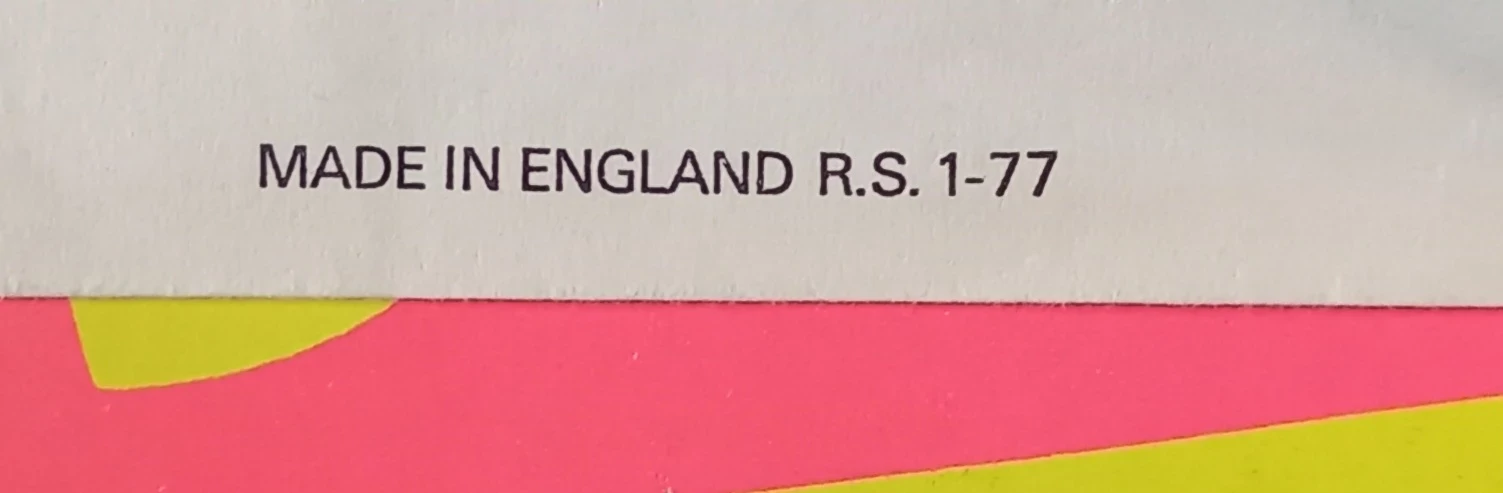 MADE IN ENGLAND R.S. 1-77